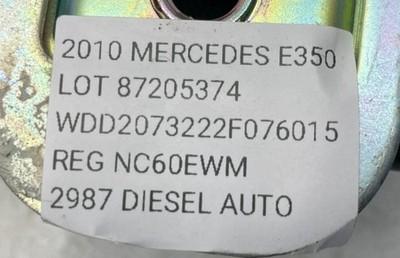 2010 MERCEDES E350
LOT 87205374
WDD2073222F076015
REG NC60EWM
2987 DIESEL AUTO